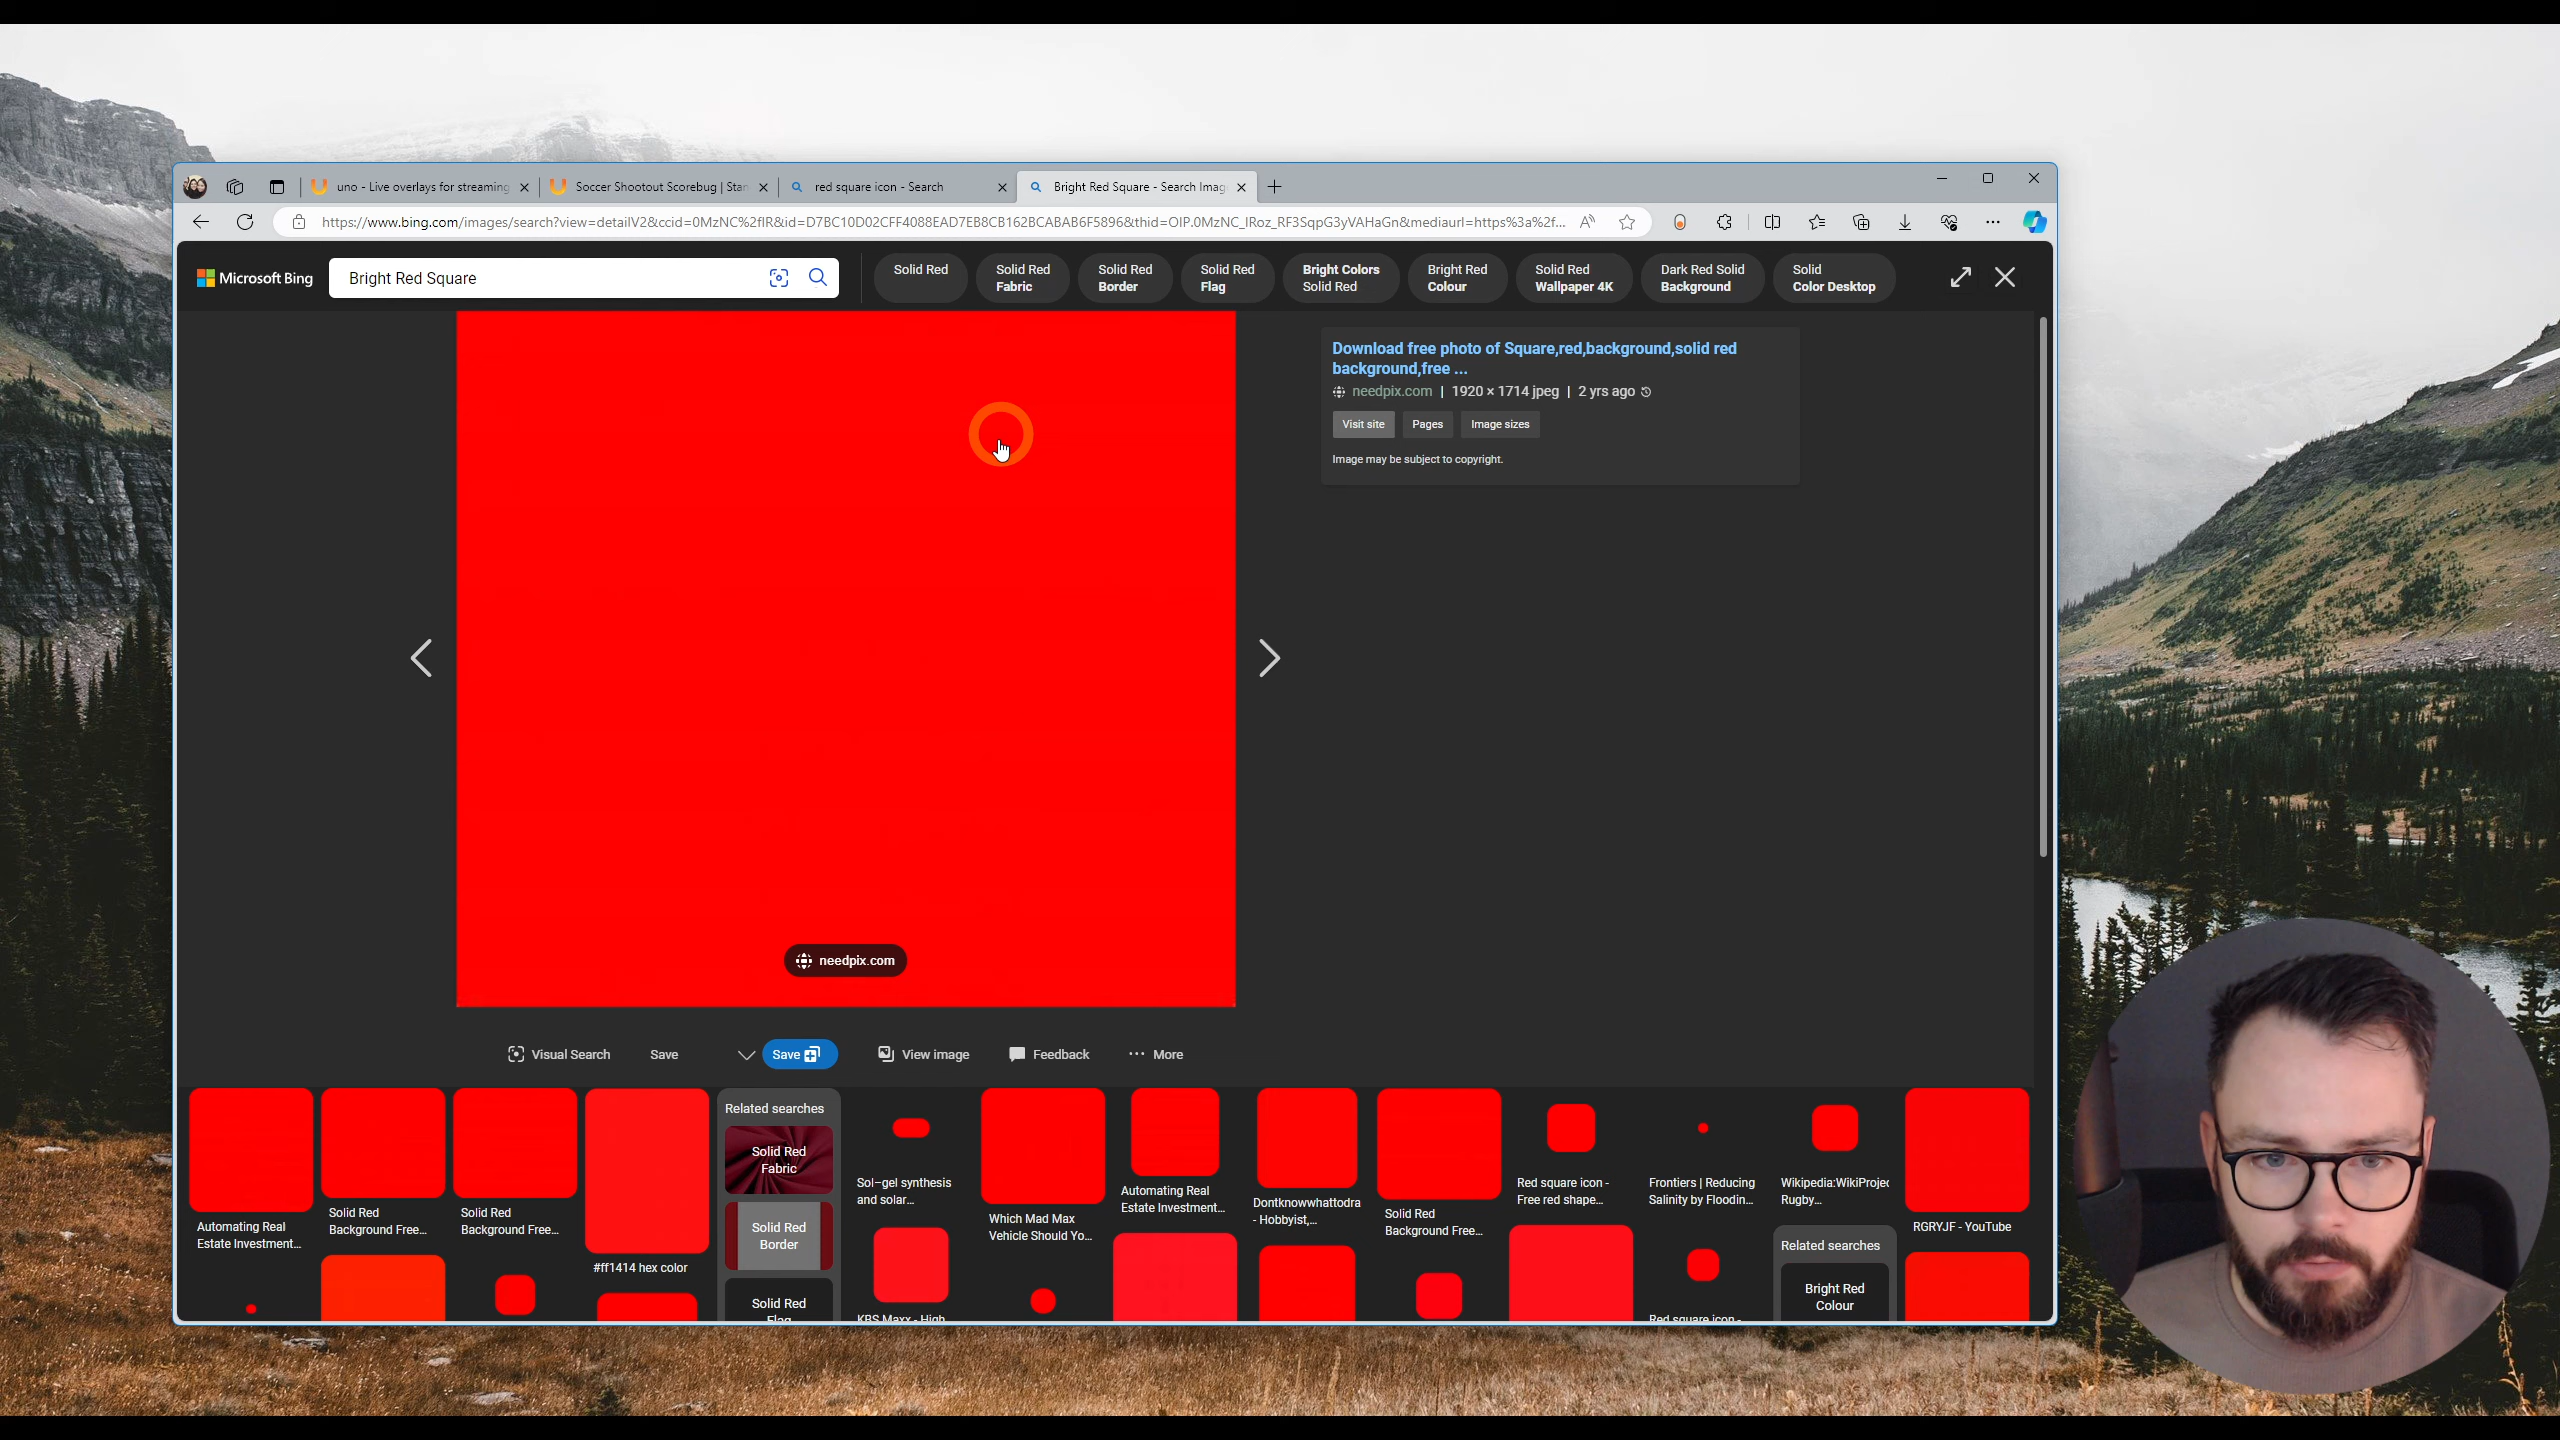 uno - Live overlays for streaming
Soccer Shootout Scorebug | Stan
red square icon - Search
Bright Red Square - Search Imag
https://www.bing.com/images/search?view=detailV2&ccid=0MzNC%2flR&id=D7BC10D02CFF4088EAD7EB8CB162BCABAB6F5896&thid=OIP.0MzNC_lRoz_RF3SqpG3yVAHaGn&mediaurl=https%3a%2f...
Microsoft Bing
Bright Red Square
Solid Red
Solid Red
Fabric
Solid Red
Border
Solid Red
Flag
Bright Colors
Solid Red
Bright Red
Colour
Solid Red
Wallpaper 4K
Dark Red Solid
Background
Solid
Color Desktop
Download free photo of Square,red,background,solid red
background,free ...
needpix.com | 1920 × 1714 jpeg | 2 yrs ago
Visit site
Pages
Image sizes
Image may be subject to copyright.
needpix.com
Visual Search
Save
Save
View image
Feedback
... More
Automating Real
Estate Investment...
Solid Red
Background Free...
Solid Red
Background Free...
#ff1414 hex color
Related searches
Solid Red
Fabric
Solid Red
Border
Solid Red
Flag
Sol–gel synthesis
and solar...
KBS Maxx - High
Which Mad Max
Vehicle Should Yo...
Automating Real
Estate Investment...
Dontknowwhattodra
- Hobbyist,...
Solid Red
Background Free...
Red square icon -
Free red shape...
Frontiers | Reducing
Salinity by Floodin...
Red square icon -
Wikipedia:WikiProjec
Rugby...
Related searches
Bright Red
Colour
RGRYJF - YouTube